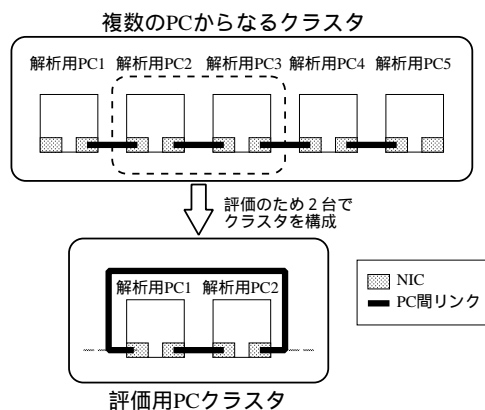 複数のPCからなるクラスタ
解析用PC1 解析用PC2 解析用PC3 解析用PC4 解析用PC5
評価のため2台で
クラスタを構成
解析用PC1 解析用PC2
NIC
PC間リンク
評価用PCクラスタ